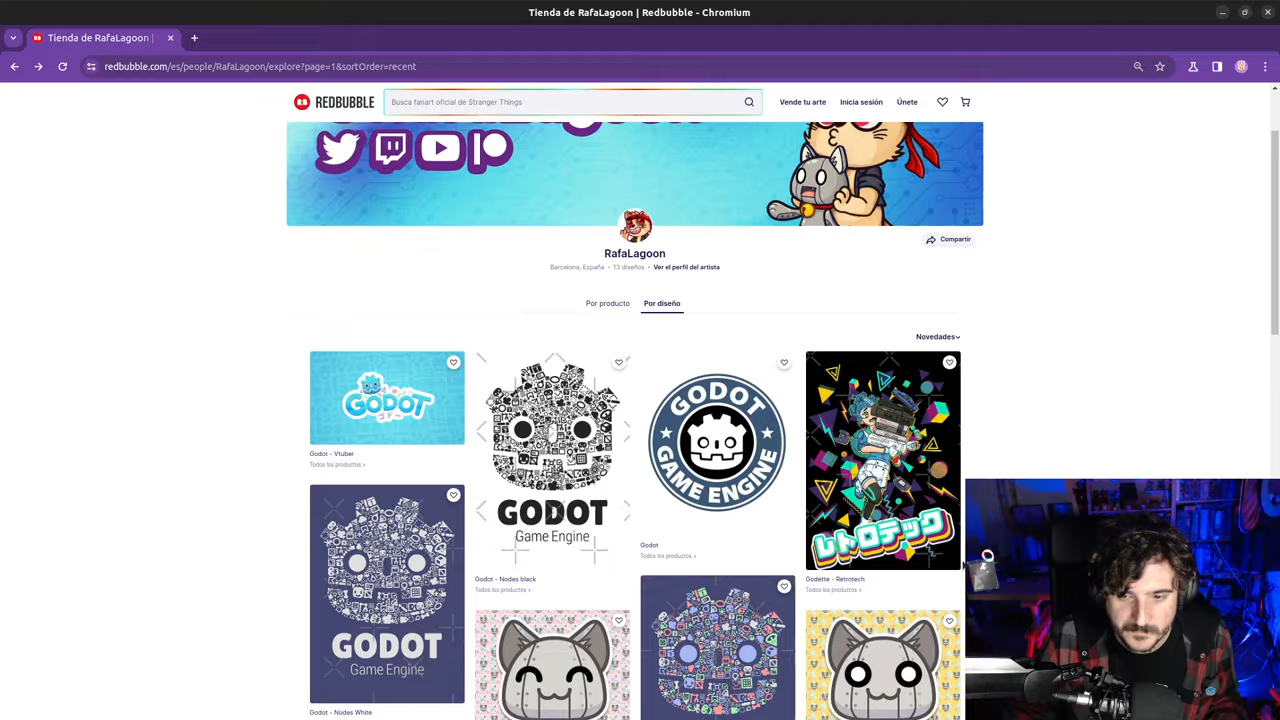 Tienda de RafaLagoon | Redbubble - Chromium
Tienda de RafaLagoon |
redbubble.com/es/people/RafaLagoon/explore?page=1&sortOrder=recent
RB REDBUBBLE
Busca fanart oficial de Stranger Things
Vende tu arte
Inicia sesión
Únete
RafaLagoon
Compartir
Barcelona, España • 13 diseños • Ver el perfil del artista
Por producto
Por diseño
Novedades
GODOT
ゴドー
Godot - Vtuber
Todos los productos ›
GODOT
Game Engine
Godot - Nodes White
GODOT
Game Engine
Godot - Nodes black
Todos los productos ›
GODOT
GAME ENGINE
Godot
Todos los productos ›
レトロテック
Godette - Retrotech
Todos los productos ›